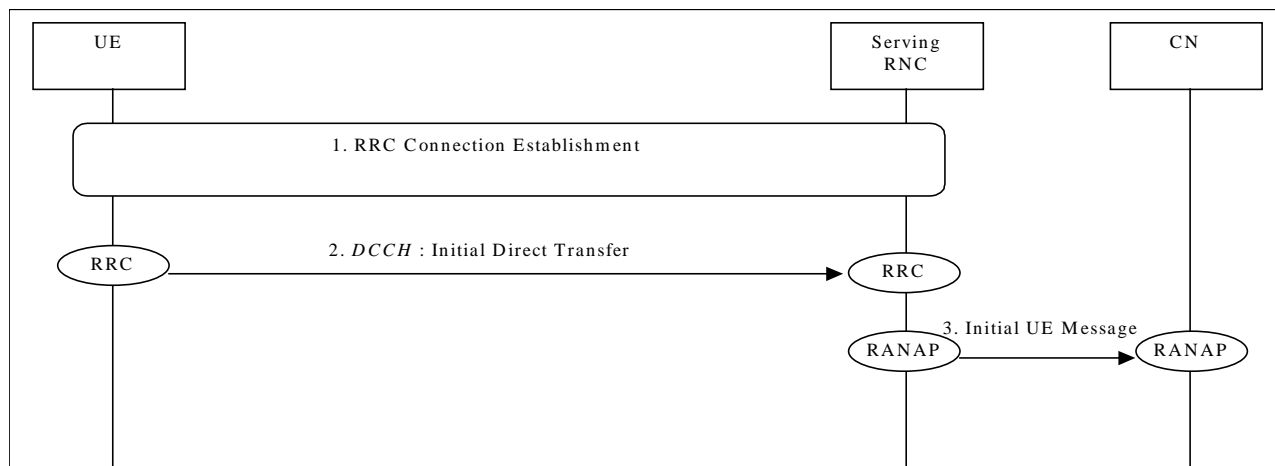 UE
Serving
RNC
CN
1. RRC Connection Establishment
2. DCCH : Initial Direct Transfer
RRC
RRC
3. Initial UE Message
RANAP
RANAP